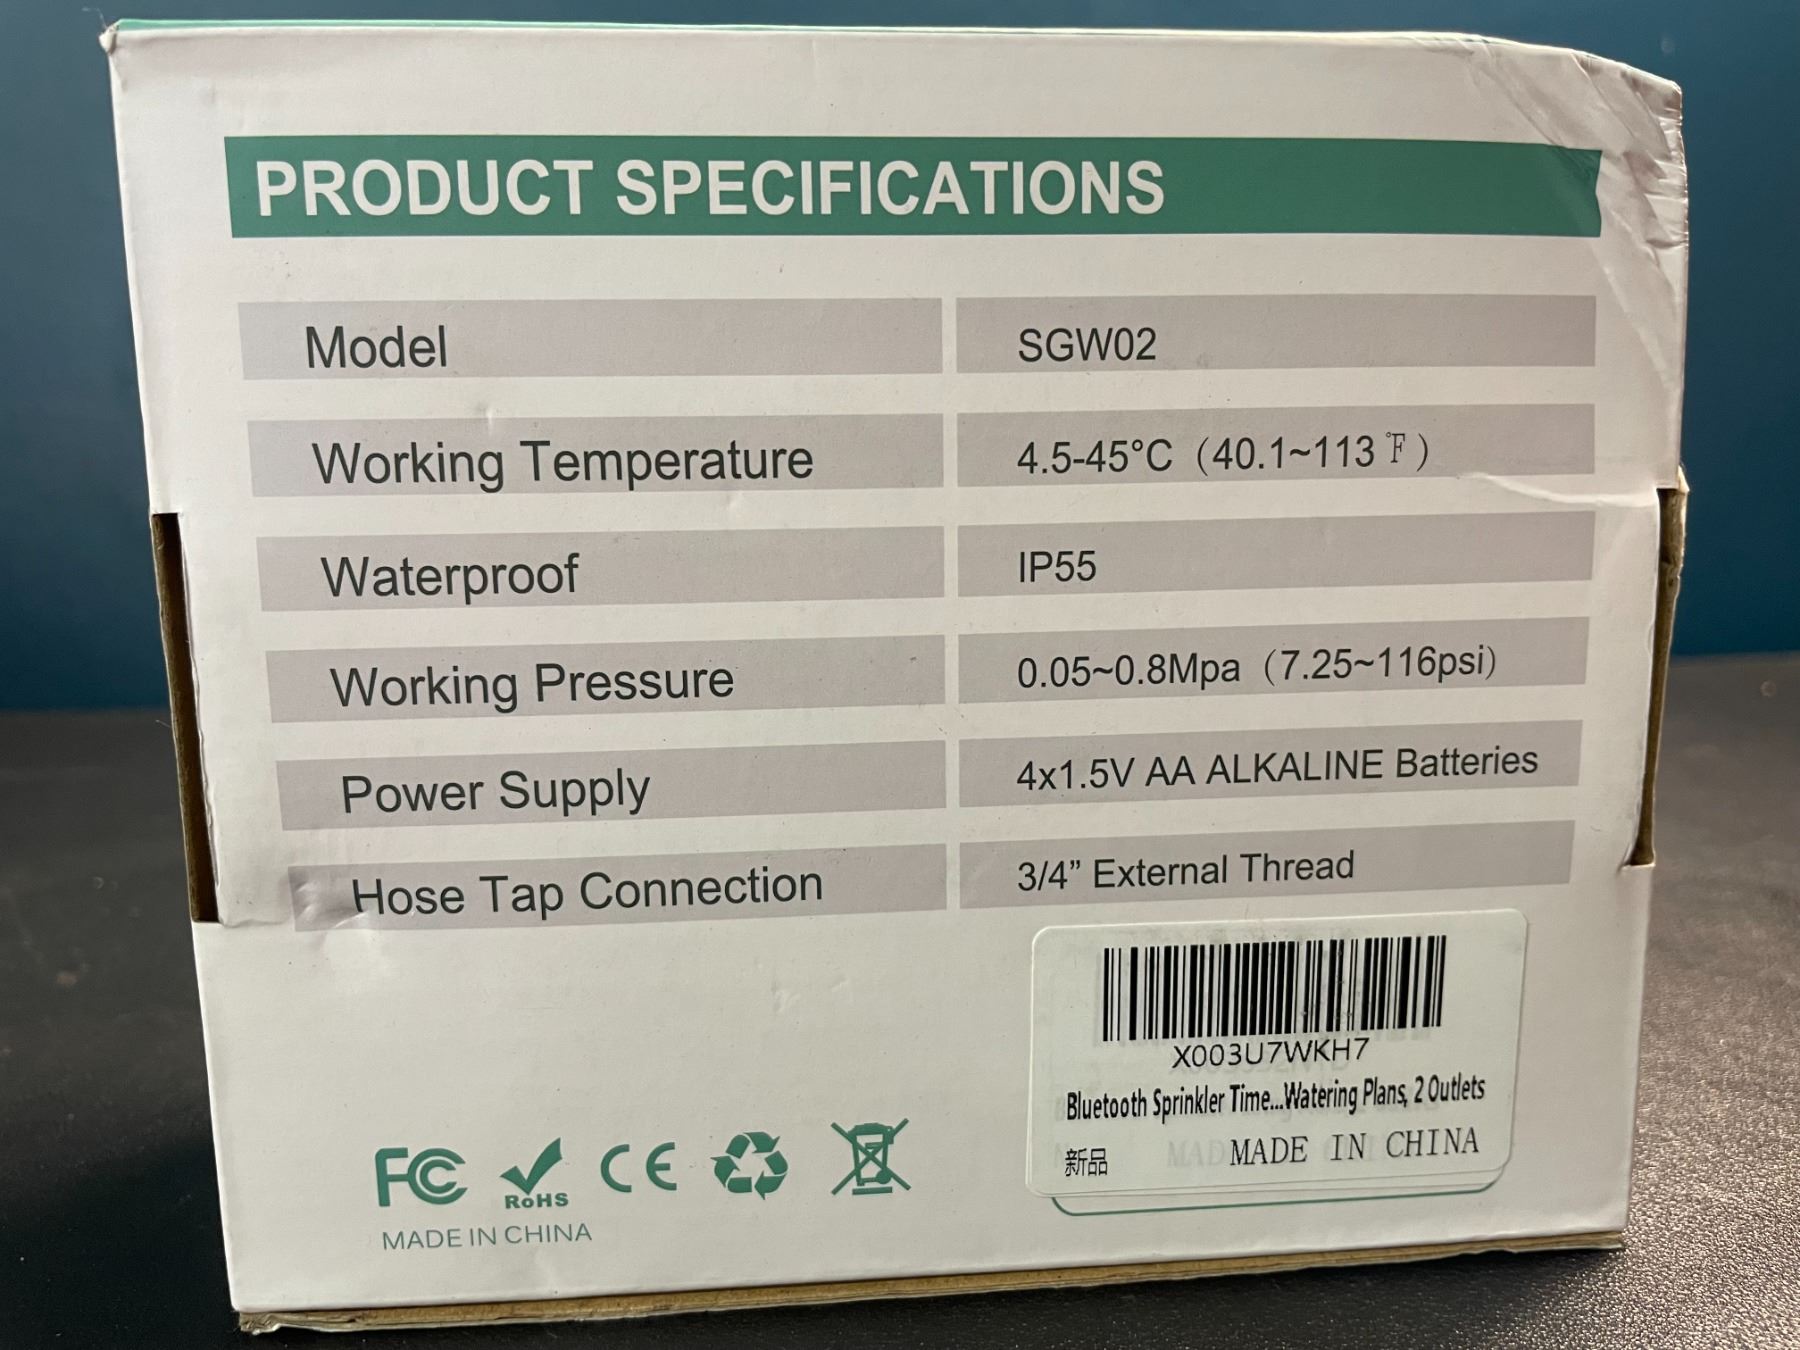 PRODUCT SPECIFICATIONS
Model SGW02
Working Temperature 4.5-45°C (40.1~113℉)
Waterproof IP55
Working Pressure 0.05~0.8Mpa (7.25~116psi)
Power Supply 4x1.5V AA ALKALINE Batteries
Hose Tap Connection 3/4” External Thread
X003U7WKH7
Bluetooth Sprinkler Time...Watering Plans, 2 Outlets
新品 MADE IN CHINA
FC RoHS CE
MADE IN CHINA